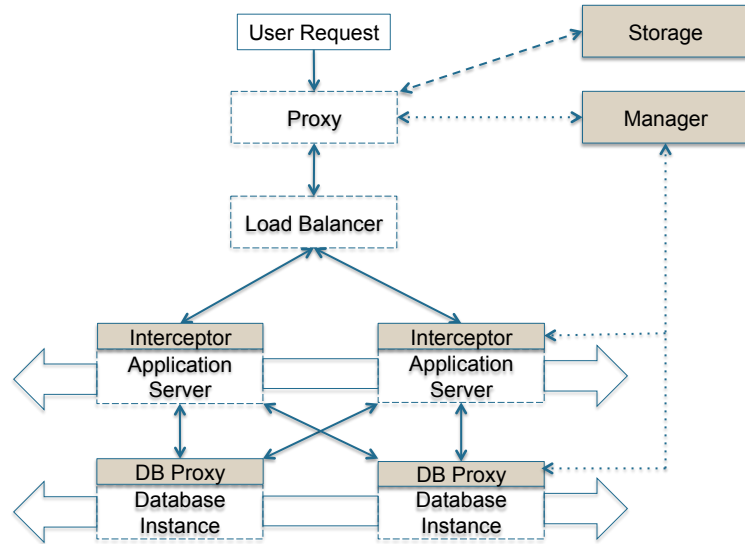 User Request
Storage
Proxy
Manager
Load Balancer
Interceptor
Interceptor
Application
Server
Application
Server
DB Proxy
DB Proxy
Database
Instance
Database
Instance